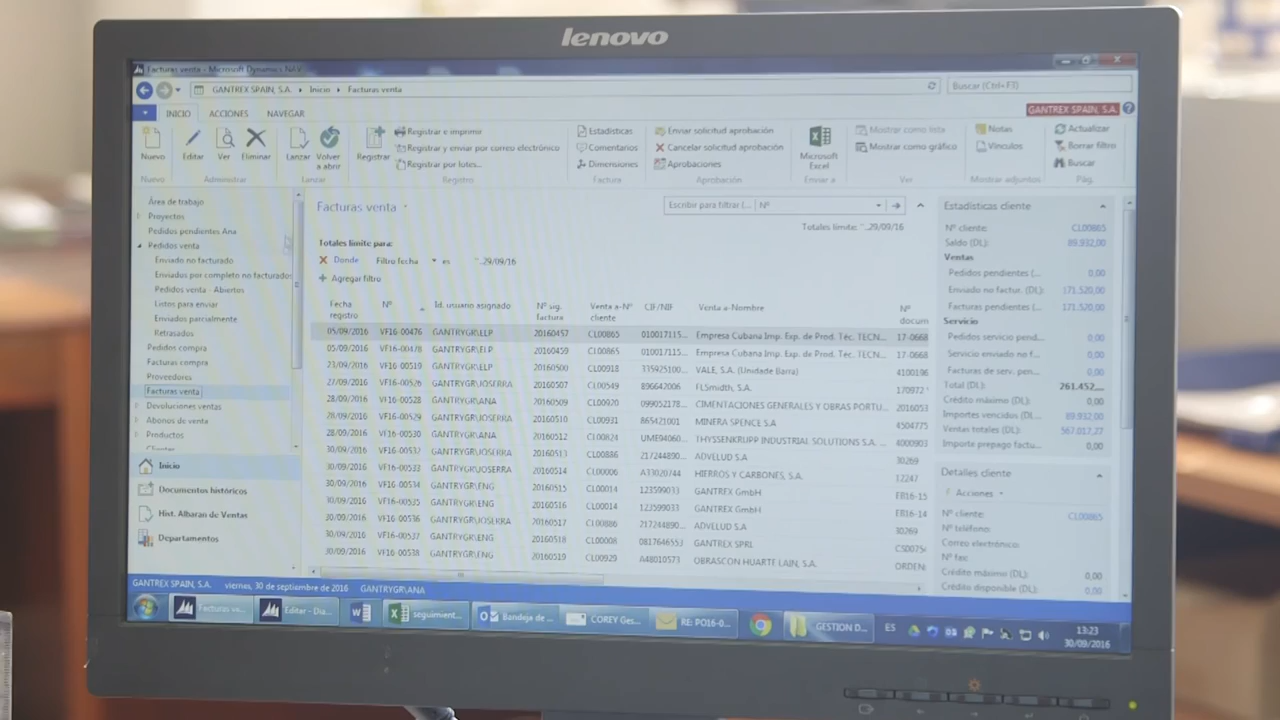 lenovo
Facturas venta - Microsoft Dynamics NAV
GANTREX SPAIN, S.A. Inicio Facturas venta
Buscar (Ctrl+F3)
INICIO ACCIONES NAVEGAR
GANTREX SPAIN, S.A.
Nuevo Editar Ver Eliminar Lanzar Volver a abrir Registrar
Registrar e imprimir
Registrar y enviar por correo electrónico
Registrar por lotes...
Estadísticas
Comentarios
Dimensiones
Enviar solicitud aprobación
Cancelar solicitud aprobación
Aprobaciones
Microsoft Excel
Mostrar como lista
Mostrar como gráfico
Notas
Vínculos
Actualizar
Borrar filtro
Buscar
Nuevo Administrar Lanzar Registro Factura Aprobación Enviar a Ver Mostrar adjuntos Pág.
Área de trabajo
Proyectos
Pedidos pendientes Ana
Pedidos venta
Enviado no facturado
Enviados por completo no facturados
Pedidos venta - Abiertos
Listos para enviar
Enviados parcialmente
Retrasados
Pedidos compra
Facturas compra
Proveedores
Facturas venta
Devoluciones ventas
Abonos de venta
Productos
Inicio
Documentos históricos
Hist. Albaran de Ventas
Departamentos
Facturas venta
Escribir para filtrar (... Nº
Totales límite: ''..29/09/16
Totales límite para:
Donde Filtro fecha es ''..29/09/16
Agregar filtro
Fecha registro Nº Id. usuario asignado Nº sig. factura Venta a-Nº cliente CIF/NIF Venta a-Nombre Nº docum
05/09/2016 VF16-00476 GANTRYGR\ELP 20160457 CL00865 010017115... Empresa Cubana Imp. Exp. de Prod. Téc. TECN... 17-0668
05/09/2016 VF16-00478 GANTRYGR\ELP 20160459 CL00865 010017115... Empresa Cubana Imp. Exp. de Prod. Téc. TECN... 17-0668
23/09/2016 VF16-00519 GANTRYGR\ELP 20160500 CL00918 335925100... VALE, S.A. (Unidade Barra) 4100196
27/09/2016 VF16-00526 GANTRYGR\JOSERRA 20160507 CL00549 896642006 FLSmidth, S.A. 170972
28/09/2016 VF16-00528 GANTRYGR\ANA 20160509 CL00920 099052178... CIMENTACIONES GENERALES Y OBRAS PORTU... 2016053
28/09/2016 VF16-00529 GANTRYGR\JOSERRA 20160510 CL00931 865421001 MINERA SPENCE S.A 4504775
28/09/2016 VF16-00530 GANTRYGR\ANA 20160512 CL00824 UME94060... THYSSENKRUPP INDUSTRIAL SOLUTIONS S.A. ... 4000903
30/09/2016 GANTRYGR\JOSERRA 20160513 CL00886 217244890... ADVELUD S.A 30269
30/09/2016 VF16-00533 GANTRYGR\JOSERRA 20160514 CL00006 A33020744 HIERROS Y CARBONES, S.A. 12247
30/09/2016 VF16-00534 GANTRYGR\ENG 20160515 CL00014 123599033 GANTREX GmbH ER16-15
30/09/2016 VF16-00535 GANTRYGR\ENG 20160516 CL00014 123599033 GANTREX GmbH ER16-14
30/09/2016 VF16-00536 GANTRYGR\JOSERRA 20160517 CL00886 217244890... ADVELUD S.A 30269
30/09/2016 VF16-00537 GANTRYGR\ENG 20160518 CL00008 0817646553 GANTREX SPRL
30/09/2016 VF16-00538 GANTRYGR\ENG 20160519 CL00929 A48010573 OBRASCON HUARTE LAIN, S.A. ORDEN
Estadísticas cliente
Nº cliente: CL00865
Saldo (DL): 89.932,00
Ventas
Pedidos pendientes (... 0,00
Enviado no factur. (DL): 171.520,00
Facturas pendientes (... 171.520,00
Servicio
Pedidos servicio pend... 0,00
Servicio enviado no f... 0,00
Facturas de serv. pen... 0,00
Total (DL): 261.452,...
Crédito máximo (DL): 0,00
Importes vencidos (DL): 89.932,00
Ventas totales (DL): 567.017,27
Importe prepago factu... 0,00
Detalles cliente
Acciones
Nº cliente: CL00865
Nº teléfono:
Correo electrónico:
Nº fax:
Crédito máximo (DL): 0,00
Crédito disponible (DL): 0,00
GANTREX SPAIN, S.A. viernes, 30 de septiembre de 2016 GANTRYGR\ANA
Facturas ve... Editar - Dia... seguimient... Bandeja de ... COREY Ges... RE: PO16-0... GESTION D... ES 13:23
30/09/2016